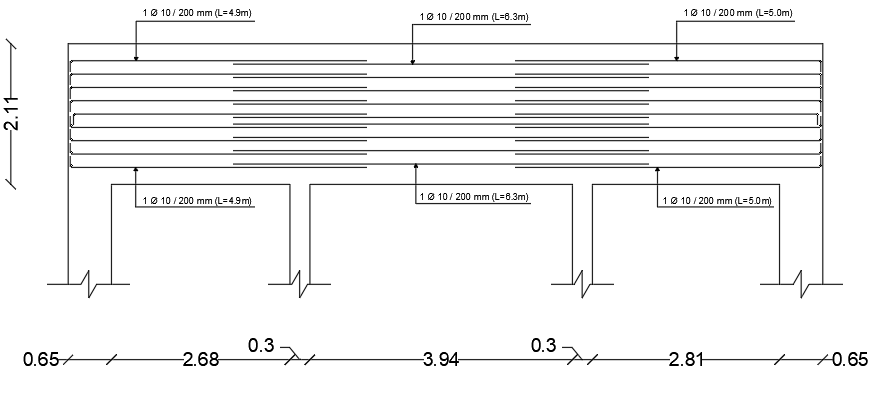 1 Ø 10 / 200 mm (L=4.9m)
1 Ø 10 / 200 mm (L=6.3m)
1 Ø 10 / 200 mm (L=5.0m)
2.11
1 Ø 10 / 200 mm (L=4.9m)
1 Ø 10 / 200 mm (L=6.3m)
1 Ø 10 / 200 mm (L=5.0m)
0.3
0.3
0.65
2.68
3.94
2.81
0.65